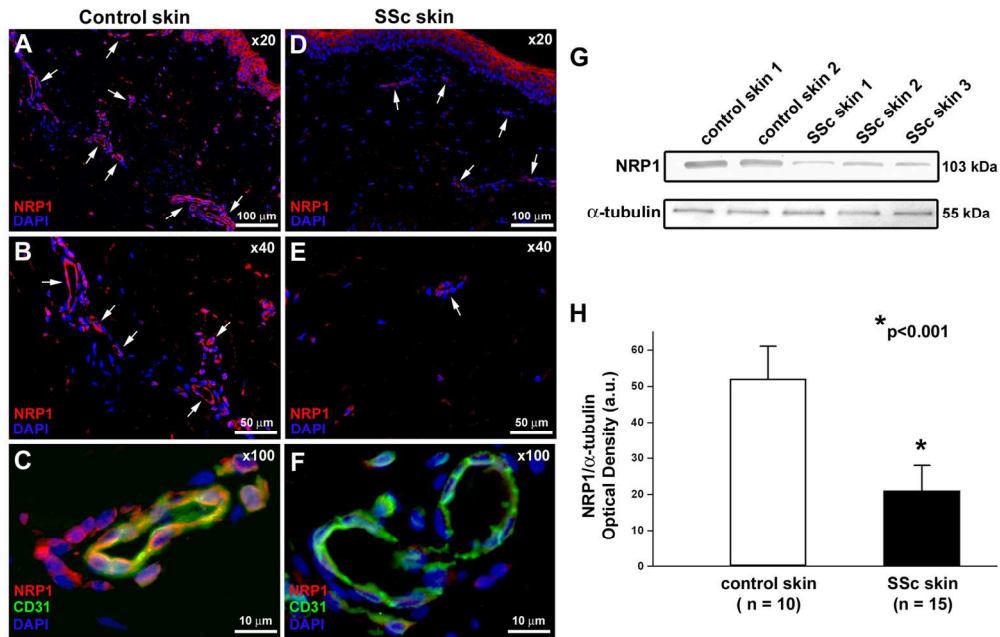 Control skin
SSc skin
A
x20
NRP1
DAPI
100 μm
D
x20
NRP1
DAPI
100 μm
B
x40
NRP1
DAPI
50 μm
E
x40
NRP1
DAPI
50 μm
C
x100
NRP1
CD31
DAPI
10 μm
F
x100
NRP1
CD31
DAPI
10 μm
G
control skin 1
control skin 2
SSc skin 1
SSc skin 2
SSc skin 3
NRP1
103 kDa
α-tubulin
55 kDa
H
*p<0.001
NRP1/α-tubulin
Optical Density (a.u.)
60
50
40
30
20
10
0
*
control skin
( n = 10)
SSc skin
(n = 15)